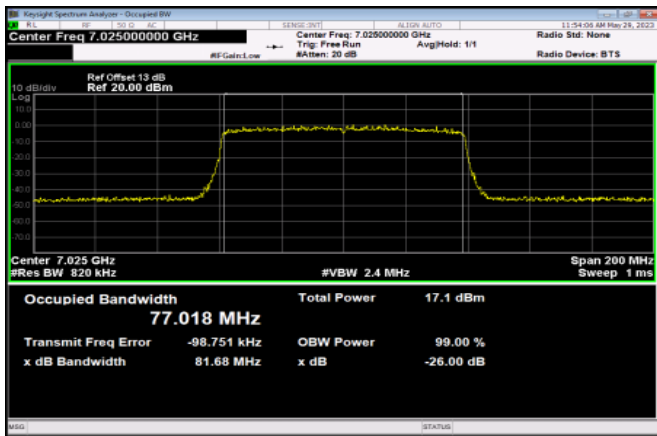 Keysight Spectrum Analyzer - Occupied BW
RL RF 50 Ω AC SENSE:INT ALIGN AUTO 11:54:06 AM May 28, 2023
Center Freq 7.025000000 GHz Center Freq: 7.025000000 GHz Radio Std: None
Trig: Free Run Avg|Hold: 1/1
#IFGain:Low #Atten: 20 dB Radio Device: BTS
Ref Offset 13 dB
10 dB/div Ref 20.00 dBm
Log
10.0
0.00
-10.0
-20.0
-30.0
-40.0
-50.0
-60.0
-70.0
Center 7.025 GHz Span 200 MHz
#Res BW 820 kHz #VBW 2.4 MHz Sweep 1 ms
Occupied Bandwidth Total Power 17.1 dBm
77.018 MHz
Transmit Freq Error -98.751 kHz OBW Power 99.00 %
x dB Bandwidth 81.68 MHz x dB -26.00 dB
MSG STATUS